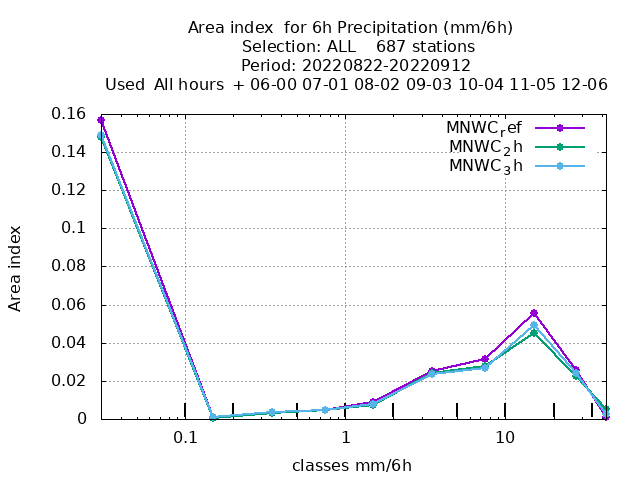 Area index  for 6h Precipitation (mm/6h)
Selection: ALL    687 stations
Period: 20220822-20220912
Used  All hours  + 06-00 07-01 08-02 09-03 10-04 11-05 12-06
0.16
0.14
0.12
0.1
0.08
0.06
0.04
0.02
0
MNWCref
MNWC2h
MNWC3h
Area index
0.1
1
10
classes mm/6h